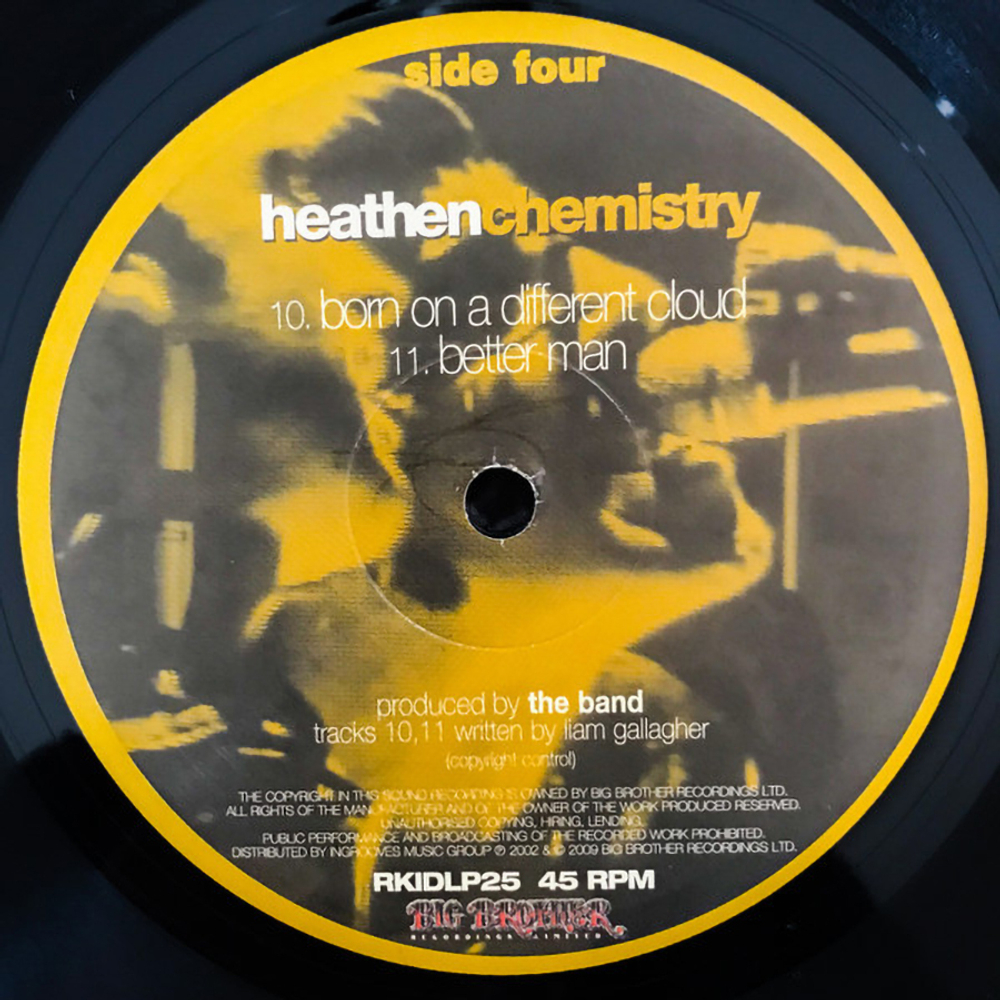 side four
heathenchemistry
10. born on a different cloud
11. better man
produced by the band
tracks 10,11 written by liam gallagher
(copyright control)
THE COPYRIGHT IN THIS SOUND RECORDING IS OWNED BY BIG BROTHER RECORDINGS LTD.
ALL RIGHTS OF THE MANUFACTURER AND OF THE OWNER OF THE WORK PRODUCED RESERVED.
UNAUTHORISED COPYING, HIRING, LENDING,
PUBLIC PERFORMANCE AND BROADCASTING OF THE RECORDED WORK PROHIBITED.
DISTRIBUTED BY INGROOVES MUSIC GROUP ℗ 2002 & © 2009 BIG BROTHER RECORDINGS LTD.
RKIDLP25 45 RPM
BIG BROTHER
RECORDINGS LIMITED